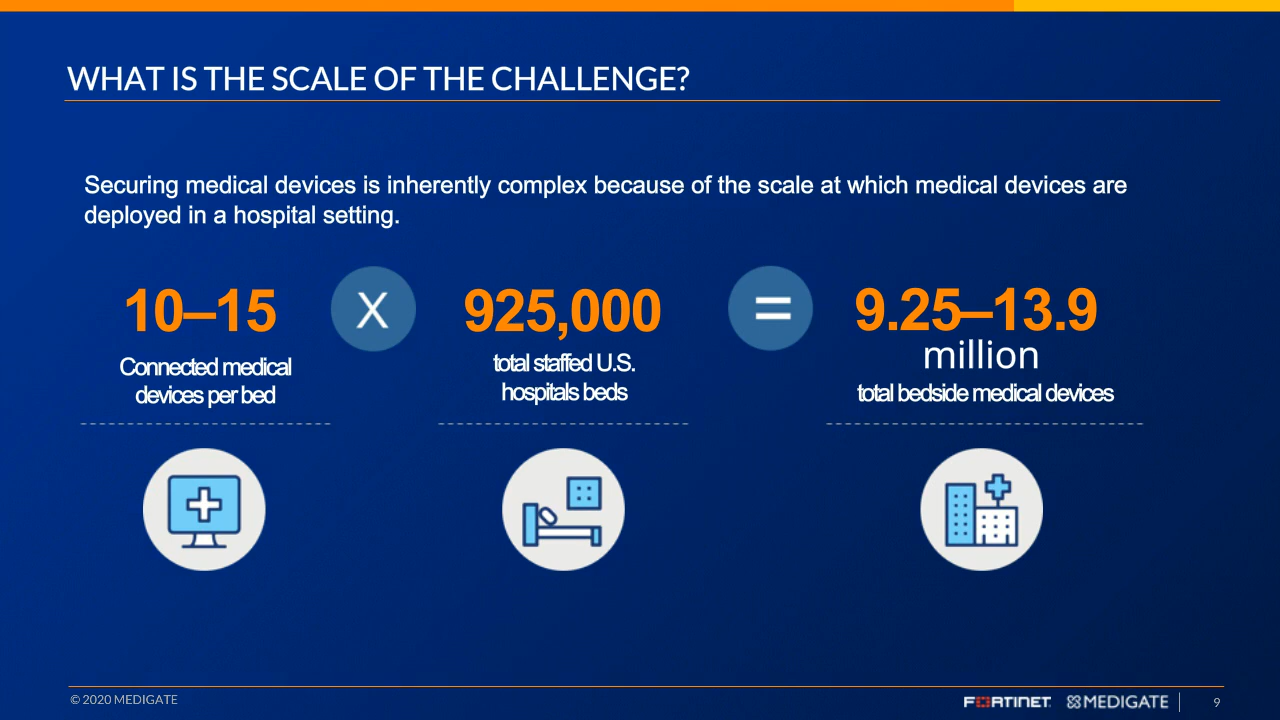 WHAT IS THE SCALE OF THE CHALLENGE?
Securing medical devices is inherently complex because of the scale at which medical devices are
deployed in a hospital setting.
10–15
Connected medical
devices per bed
X
925,000
total staffed U.S.
hospitals beds
=
9.25–13.9
million
total bedside medical devices
© 2020 MEDIGATE
FORTINET
MEDIGATE
9